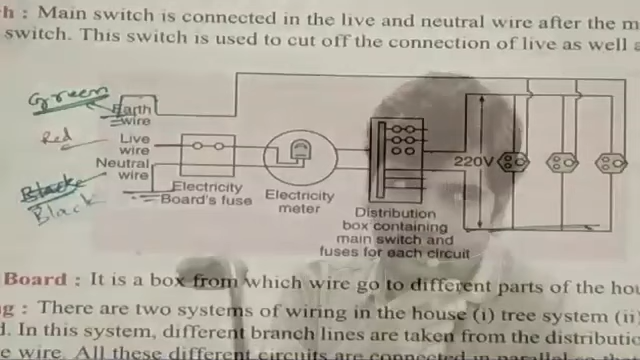 h : Main switch is connected in the live and neutral wire after the m
switch. This switch is used to cut off the connection of live as well a
Green
Earth
wire
Red
Live
wire
Neutral
wire
Black
Black
Electricity
Board's fuse
Electricity
meter
Distribution
box containing
main switch and
fuses for each circuit
220V
Board : It is a box from which wire go to different parts of the hou
ng : There are two systems of wiring in the house (i) tree system (ii)
d. In this system, different branch lines are taken from the distributi
e wire. All these different circuits are connected in parallel so th